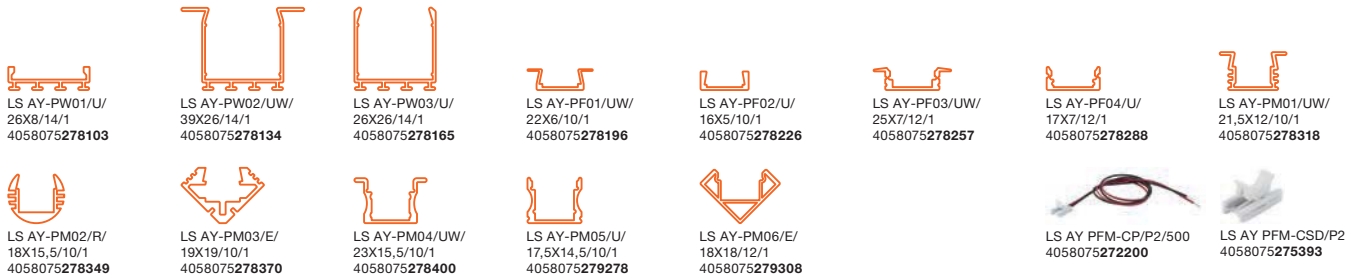 LS AY-PW01/U/
26X8/14/1
4058075278103
LS AY-PW02/UW/
39X26/14/1
4058075278134
LS AY-PW03/U/
26X26/14/1
4058075278165
LS AY-PF01/UW/
22X6/10/1
4058075278196
LS AY-PF02/U/
16X5/10/1
4058075278226
LS AY-PF03/UW/
25X7/12/1
4058075278257
LS AY-PF04/U/
17X7/12/1
4058075278288
LS AY-PM01/UW/
21,5X12/10/1
4058075278318
LS AY-PM02/R/
18X15,5/10/1
4058075278349
LS AY-PM03/E/
19X19/10/1
4058075278370
LS AY-PM04/UW/
23X15,5/10/1
4058075278400
LS AY-PM05/U/
17,5X14,5/10/1
4058075279278
LS AY-PM06/E/
18X18/12/1
4058075279308
LS AY PFM-CP/P2/500
4058075272200
LS AY PFM-CSD/P2
4058075275393